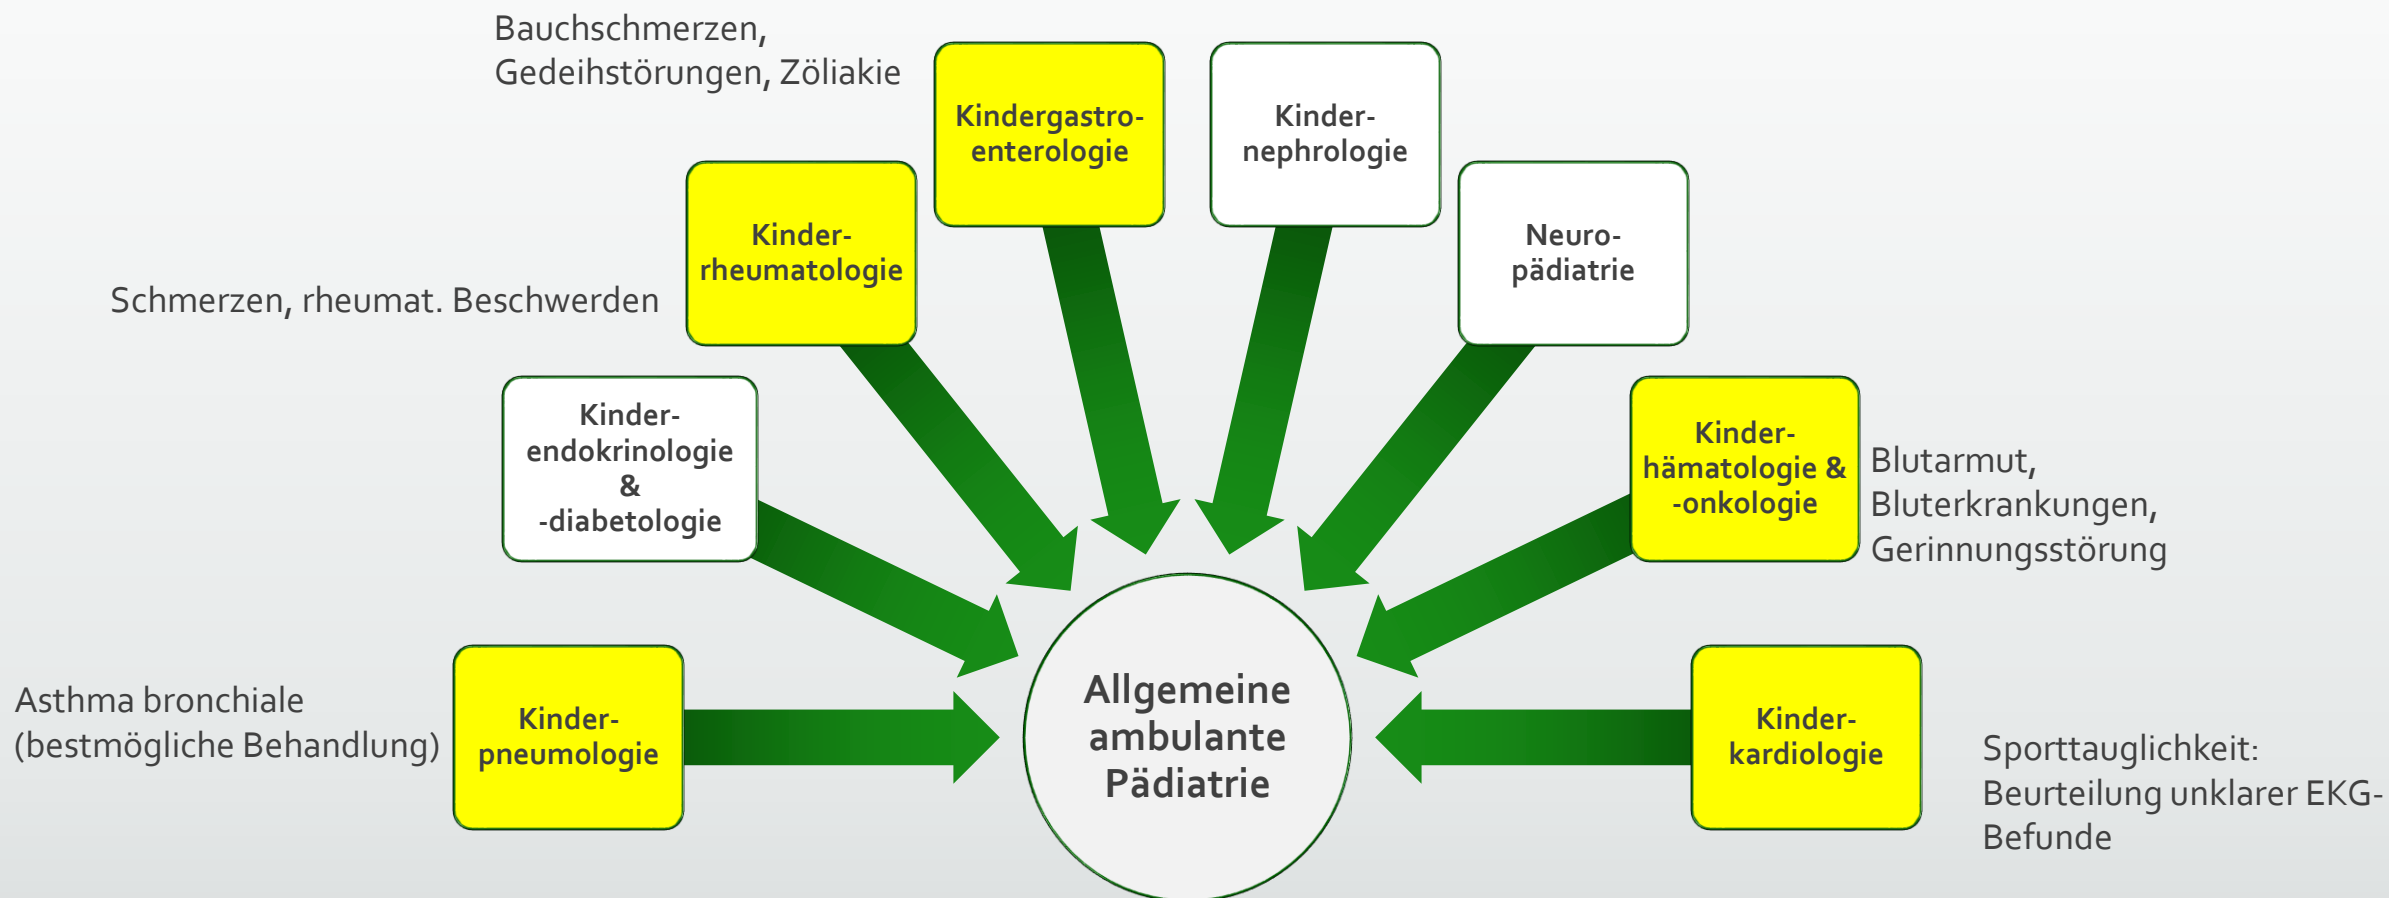 Bauchschmerzen,
Gedeihstörungen, Zöliakie
Kindergastro-
enterologie
Kinder-
nephrologie
Kinder-
rheumatologie
Neuro-
pädiatrie
Schmerzen, rheumat. Beschwerden
Kinder-
endokrinologie
&
-diabetologie
Kinder-
hämatologie &
-onkologie
Blutarmut,
Bluterkrankungen,
Gerinnungsstörung
Asthma bronchiale
(bestmögliche Behandlung)
Kinder-
pneumologie
Allgemeine
ambulante
Pädiatrie
Kinder-
kardiologie
Sporttauglichkeit:
Beurteilung unklarer EKG-
Befunde